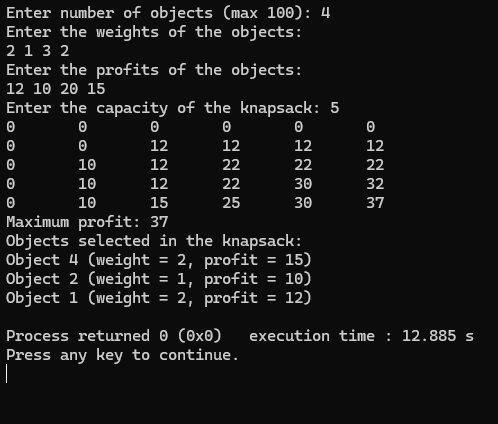 Enter number of objects (max 100): 4
Enter the weights of the objects:
2 1 3 2
Enter the profits of the objects:
12 10 20 15
Enter the capacity of the knapsack: 5
0 0 0 0 0 0
0 0 12 12 12 12
0 10 12 22 22 22
0 10 12 22 30 32
0 10 15 25 30 37
Maximum profit: 37
Objects selected in the knapsack:
Object 4 (weight = 2, profit = 15)
Object 2 (weight = 1, profit = 10)
Object 1 (weight = 2, profit = 12)
Process returned 0 (0x0) execution time : 12.885 s
Press any key to continue.